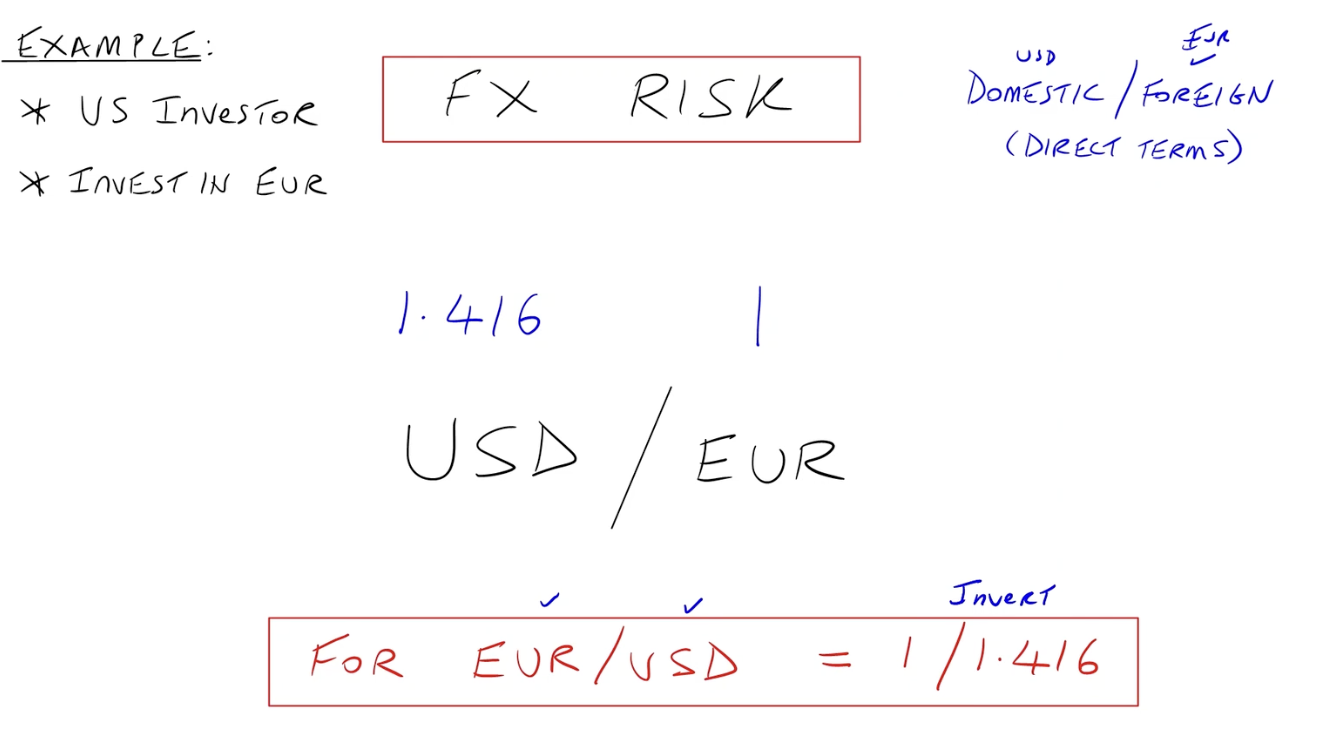 EXAMPLE:
* US INVESTOR
* INVEST IN EUR
FX RISK
USD EUR
DOMESTIC / FOREIGN
(DIRECT TERMS)
1.416 1
USD / EUR
INVERT
FOR EUR/USD = 1/1.416